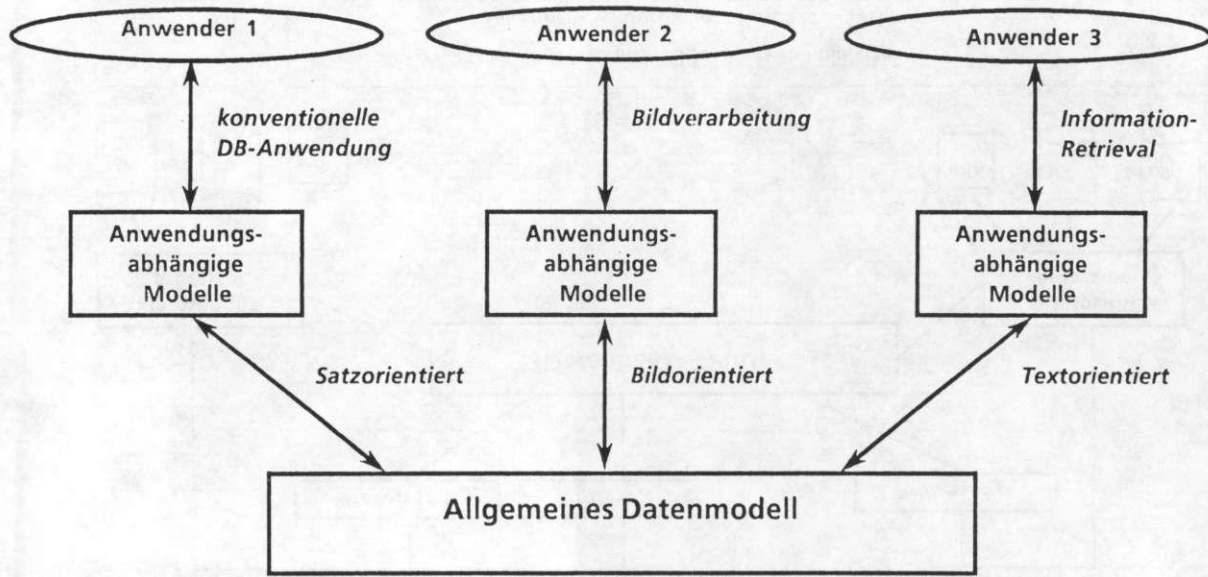 Anwender 1
Anwender 2
Anwender 3
konventionelle
DB-Anwendung
Bildverarbeitung
Information-
Retrieval
Anwendungs-
abhängige
Modelle
Anwendungs-
abhängige
Modelle
Anwendungs-
abhängige
Modelle
Satzorientiert
Bildorientiert
Textorientiert
Allgemeines Datenmodell